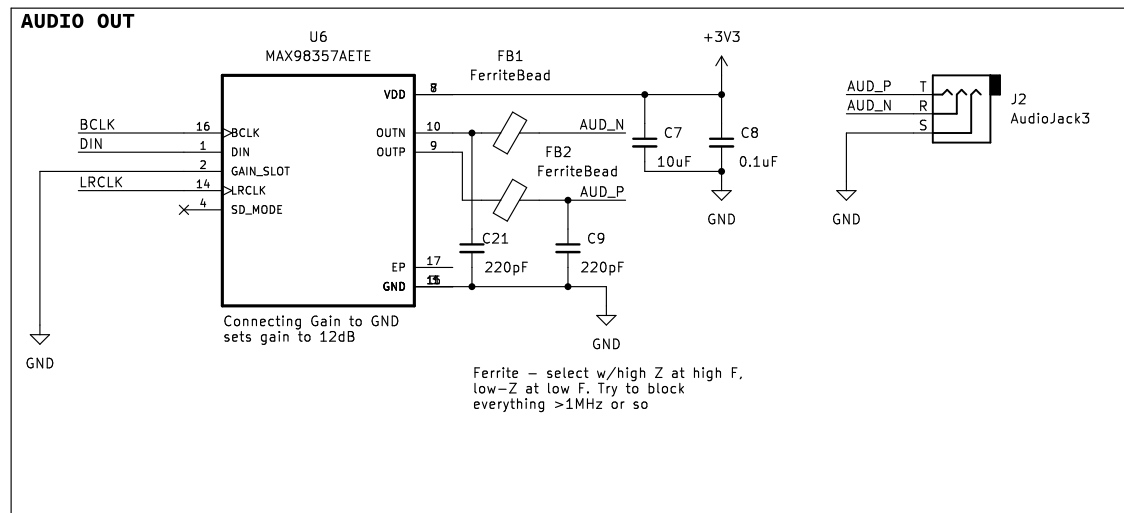 AUDIO OUT
U6
MAX98357AETE
FB1
FerriteBead
+3V3
VDD
BCLK
16
BCLK
OUTN
10
AUD_N
C7
C8
DIN
1
DIN
OUTP
9
FB2
10uF
0.1uF
2
GAIN_SLOT
FerriteBead
LRCLK
14
LRCLK
AUD_P
4
SD_MODE
GND
C21
C9
EP
17
220pF
220pF
GND
Connecting Gain to GND
sets gain to 12dB
GND
GND
AUD_P
T
AUD_N
R
S
J2
AudioJack3
GND
Ferrite – select w/high Z at high F,
low-Z at low F. Try to block
everything >1MHz or so